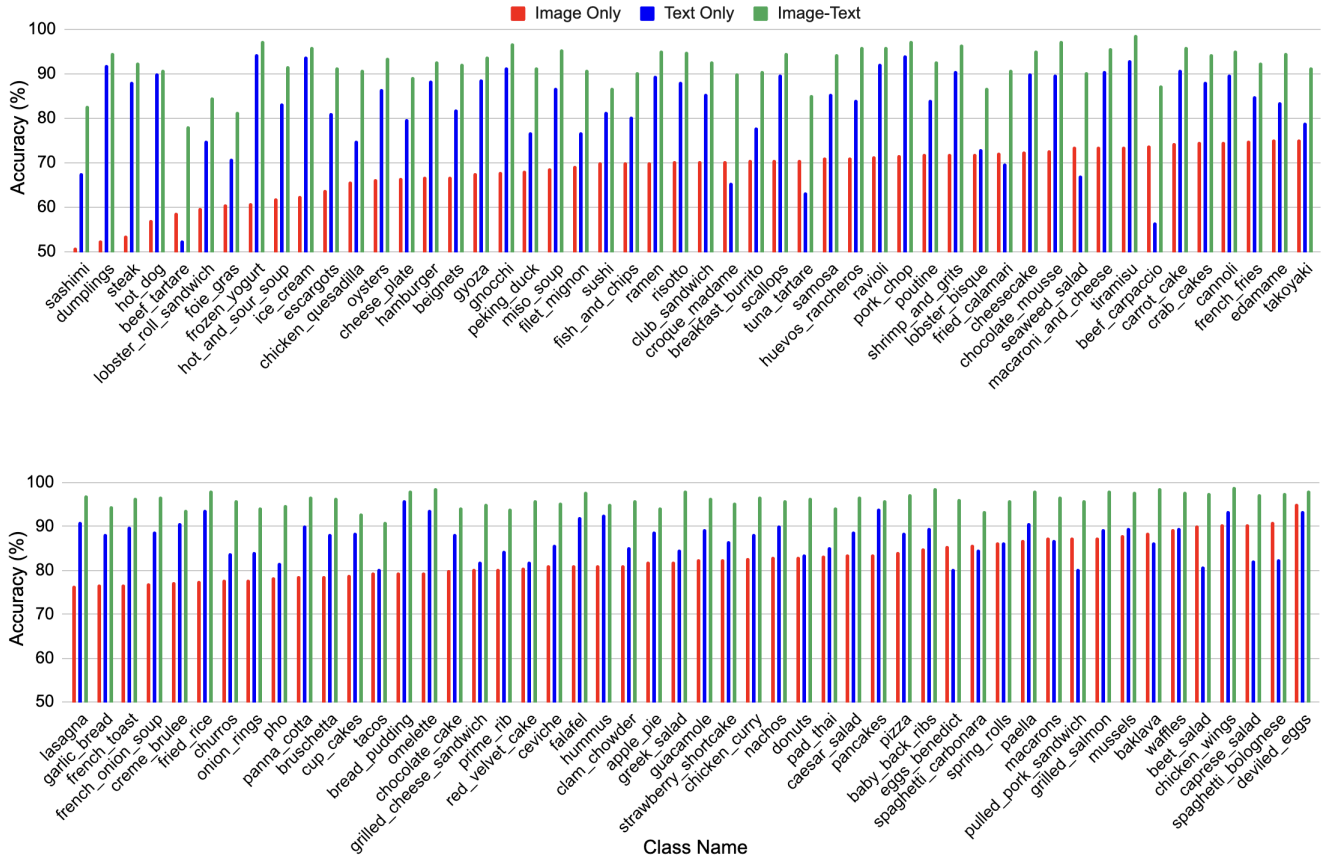 Image Only Text Only Image-Text
Accuracy (%)
100
90
80
70
60
50
sashimi
dumplings
steak
hot_dog
beef_tartare
lobster_roll_sandwich
foie_gras
frozen_yogurt
hot_and_sour_soup
ice_cream
escargots
chicken_quesadilla
oysters
cheese_plate
hamburger
beignets
gyoza
gnocchi
peking_duck
miso_soup
filet_mignon
sushi
fish_and_chips
ramen
risotto
club_sandwich
croque_madame
breakfast_burrito
scallops
tuna_tartare
samosa
huevos_rancheros
ravioli
pork_chop
poutine
shrimp_and_grits
lobster_bisque
fried_calamari
cheesecake
chocolate_mousse
seaweed_salad
macaroni_and_cheese
tiramisu
beef_carpaccio
carrot_cake
crab_cakes
cannoli
french_fries
edamame
takoyaki
Accuracy (%)
100
90
80
70
60
50
lasagna
garlic_bread
french_toast
french_onion_soup
creme_brulee
fried_rice
churros
onion_rings
pho
panna_cotta
bruschetta
cup_cakes
tacos
bread_pudding
omelette
chocolate_cake
grilled_cheese_sandwich
prime_rib
red_velvet_cake
ceviche
falafel
hummus
clam_chowder
apple_pie
greek_salad
guacamole
strawberry_shortcake
chicken_curry
nachos
donuts
pad_thai
caesar_salad
pancakes
pizza
baby_back_ribs
eggs_benedict
spaghetti_carbonara
spring_rolls
paella
macarons
pulled_pork_sandwich
grilled_salmon
mussels
baklava
waffles
beet_salad
chicken_wings
caprese_salad
spaghetti_bolognese
deviled_eggs
Class Name